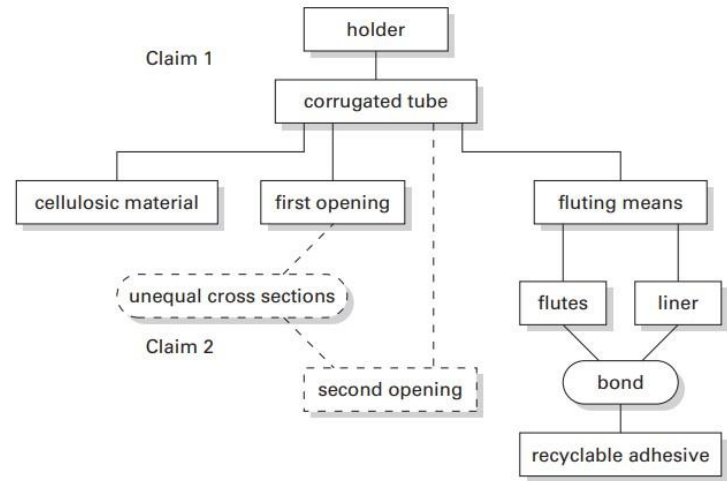 holder
Claim 1
corrugated tube
cellulosic material
first opening
fluting means
unequal cross sections
flutes
liner
Claim 2
second opening
bond
recyclable adhesive